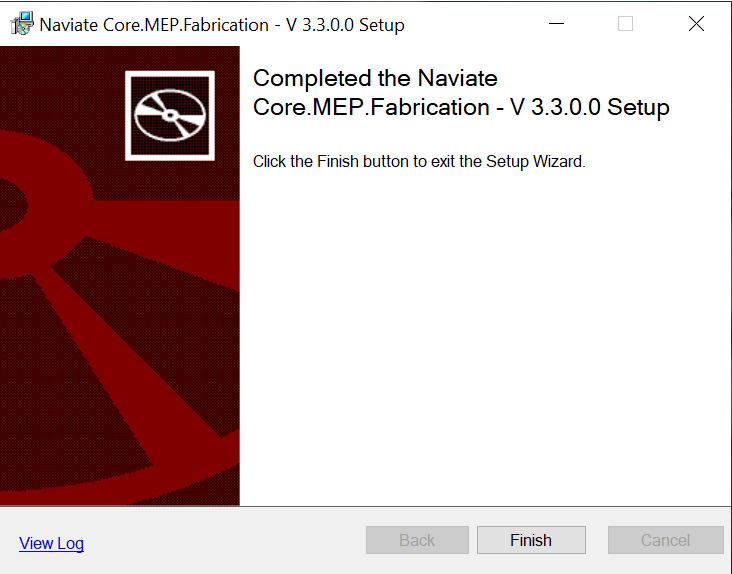 Naviate Core.MEP.Fabrication - V 3.3.0.0 Setup
Completed the Naviate
Core.MEP.Fabrication - V 3.3.0.0 Setup
Click the Finish button to exit the Setup Wizard.
View Log
Back
Finish
Cancel